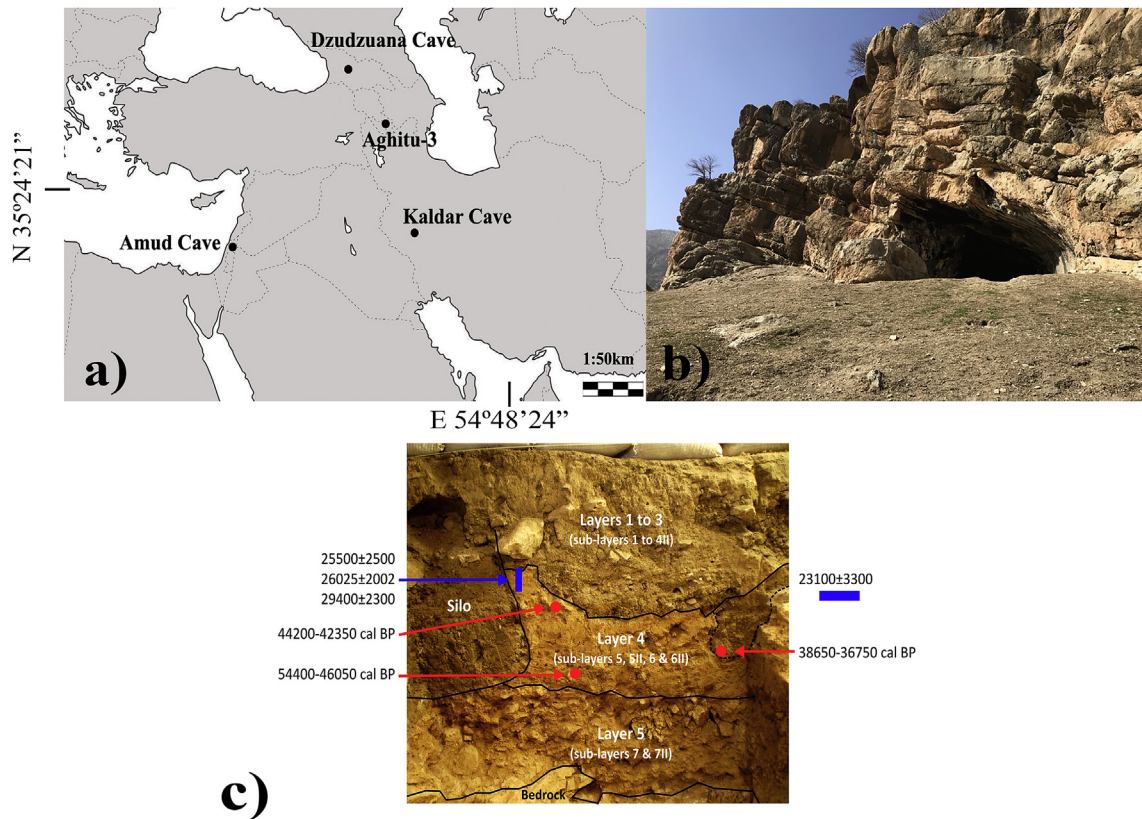 Dzudzuana Cave
Aghitu-3
Kaldar Cave
Amud Cave
N 35º24'21”
1:50km
a)
E 54º48'24”
b)
Layers 1 to 3
(sub-layers 1 to 4II)
25500±2500
26025±2002
29400±2300
23100±3300
Silo
44200-42350 cal BP
Layer 4
(sub-layers 5, 5II, 6 & 6II)
38650-36750 cal BP
54400-46050 cal BP
Layer 5
(sub-layers 7 & 7II)
Bedrock
c)